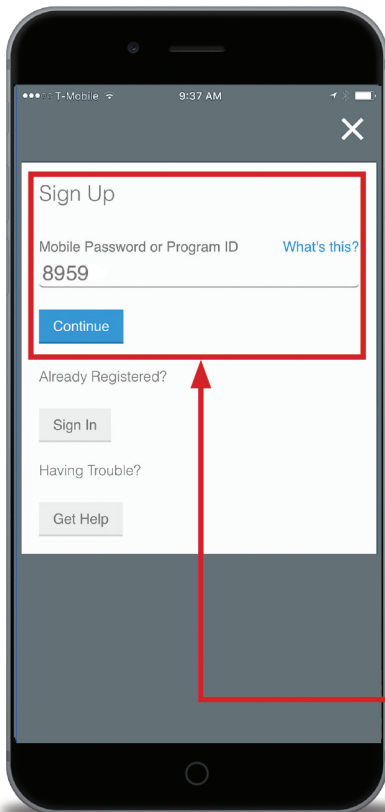 T-Mobile 9:37 AM
Sign Up
Mobile Password or Program ID What's this?
8959
Continue
Already Registered?
Sign In
Having Trouble?
Get Help